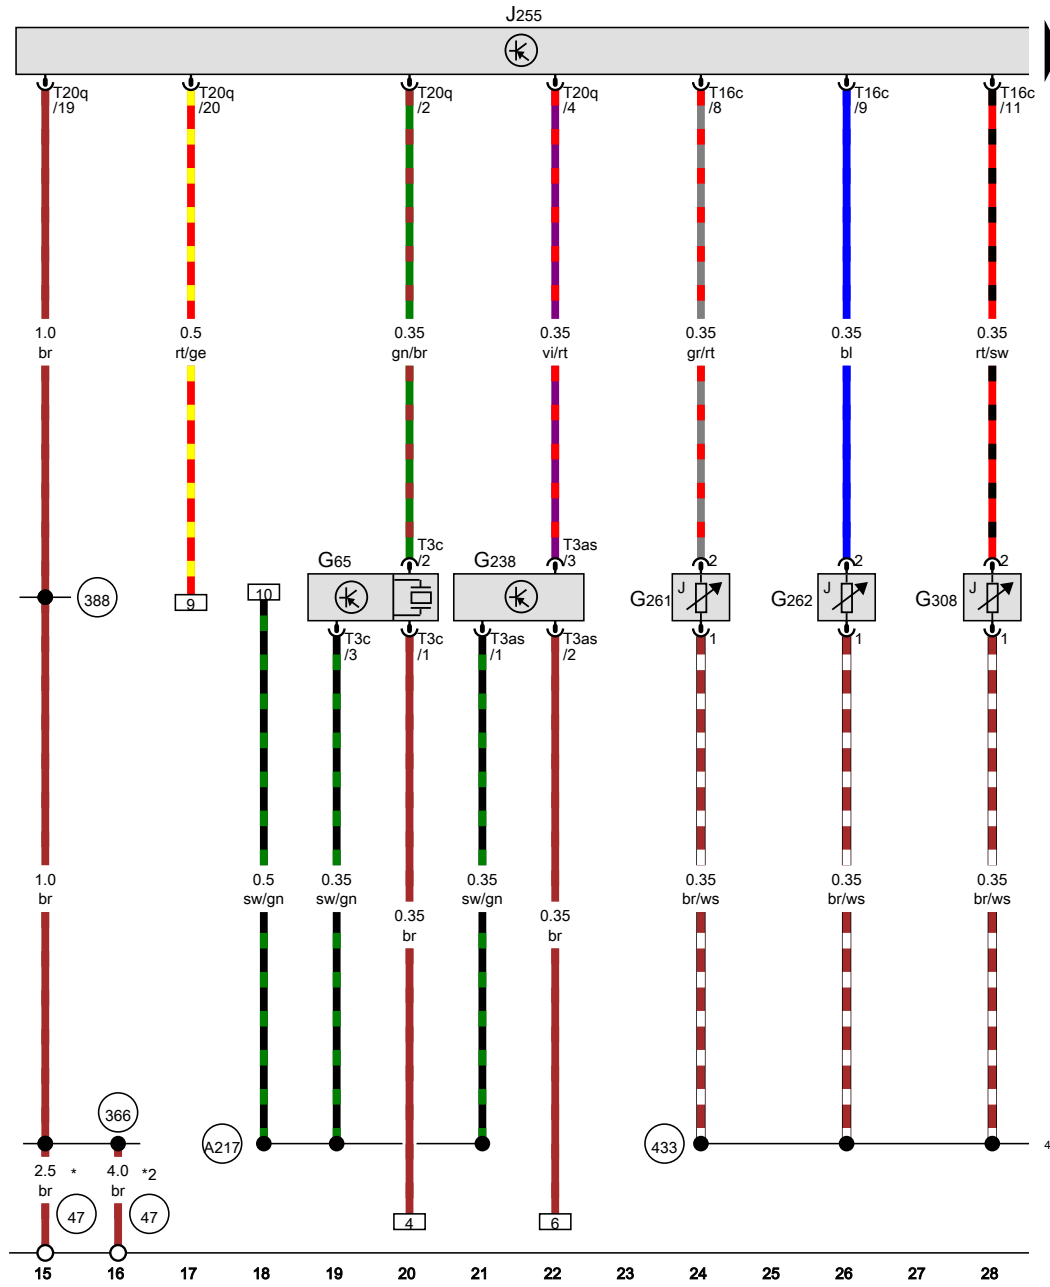 J255
T20q
/19
T20q
/20
T20q
/2
T20q
/4
T16c
/8
T16c
/9
T16c
/11
1.0
br
0.5
rt/ge
0.35
gn/br
0.35
vi/rt
0.35
gr/rt
0.35
bl
0.35
rt/sw
T3c
/2
T3as
/3
2
2
2
G65
G238
G261
J
G262
J
G308
J
388
9
10
T3c
/3
T3c
/1
T3as
/1
T3as
/2
1
1
1
1.0
br
0.5
sw/gn
0.35
sw/gn
0.35
br
0.35
sw/gn
0.35
br
0.35
br/ws
0.35
br/ws
0.35
br/ws
366
A217
433
4
2.5 *
br
4.0 *2
br
47
47
4
6
15 16 17 18 19 20 21 22 23 24 25 26 27 28